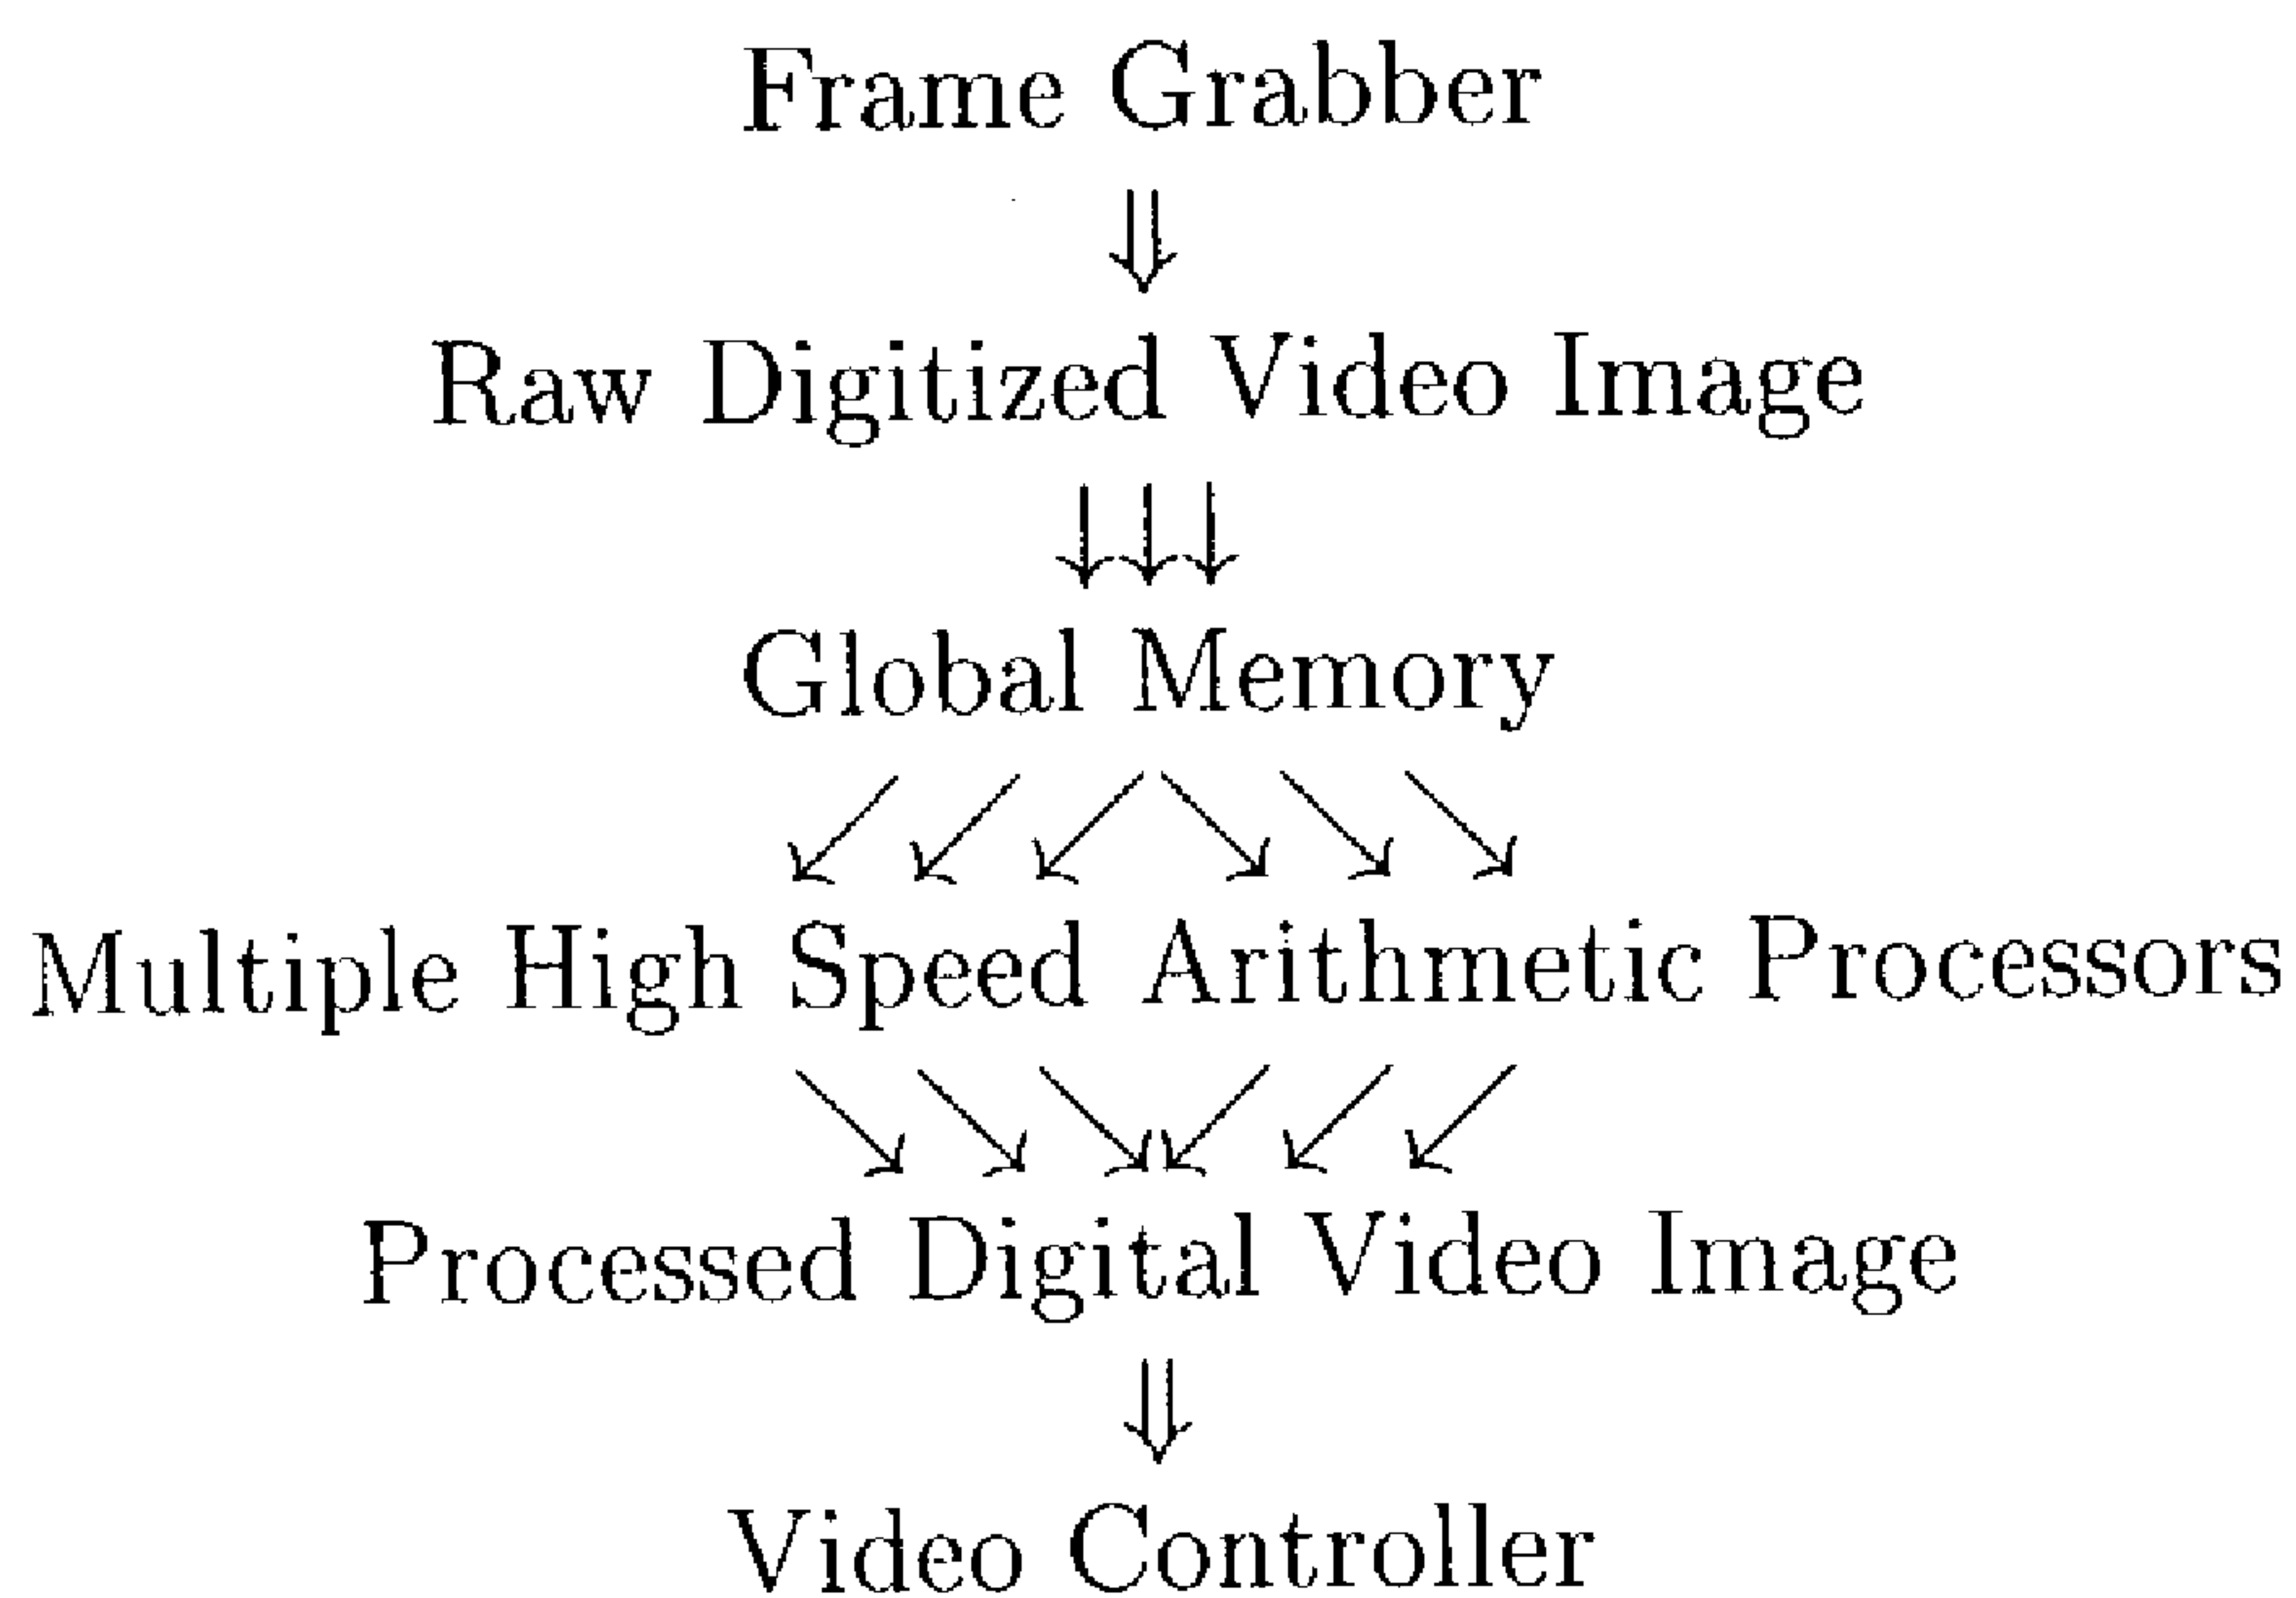 Frame Grabber
Raw Digitized Video Image
Global Memory
Multiple High Speed Arithmetic Processors
Processed Digital Video Image
Video Controller